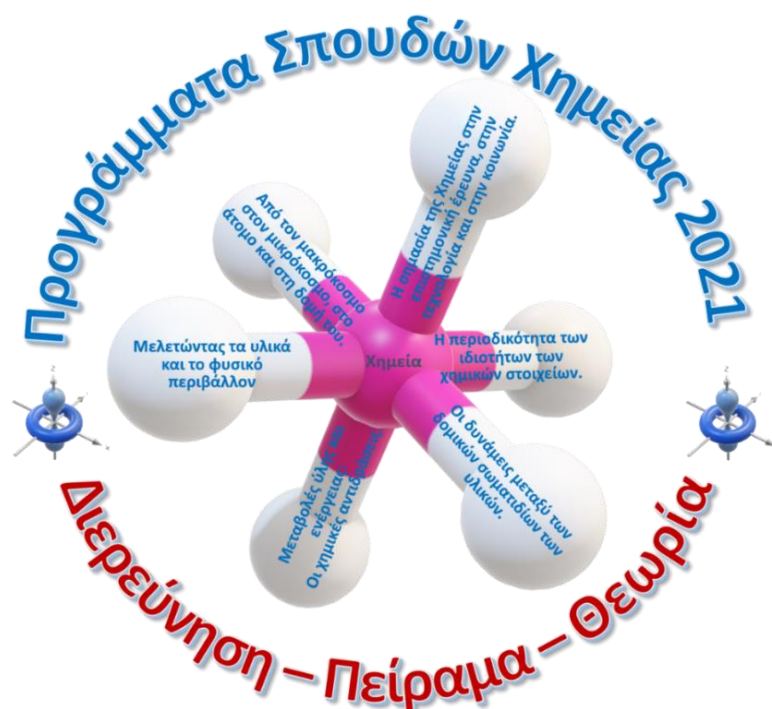 Προγράμματα Σπουδών Χημείας 2021
Η σημασία της Χημείας στην
επιστημονική έρευνα, στην
τεχνολογία και στην κοινωνία.
Από τον μακρόκοσμο
στον μικρόκοσμο, στο
άτομο και στη δομή του.
Μελετώντας τα υλικά
και το φυσικό
περιβάλλον
Χημεία
Η περιοδικότητα των
ιδιοτήτων των
χημικών στοιχείων.
Μεταβολές ύλης και
ενέργειας:
Οι χημικές αντιδράσεις.
Οι δυνάμεις μεταξύ των
δομικών σωματιδίων των
υλικών.
z
z
Διερεύνηση – Πείραμα – Θεωρία